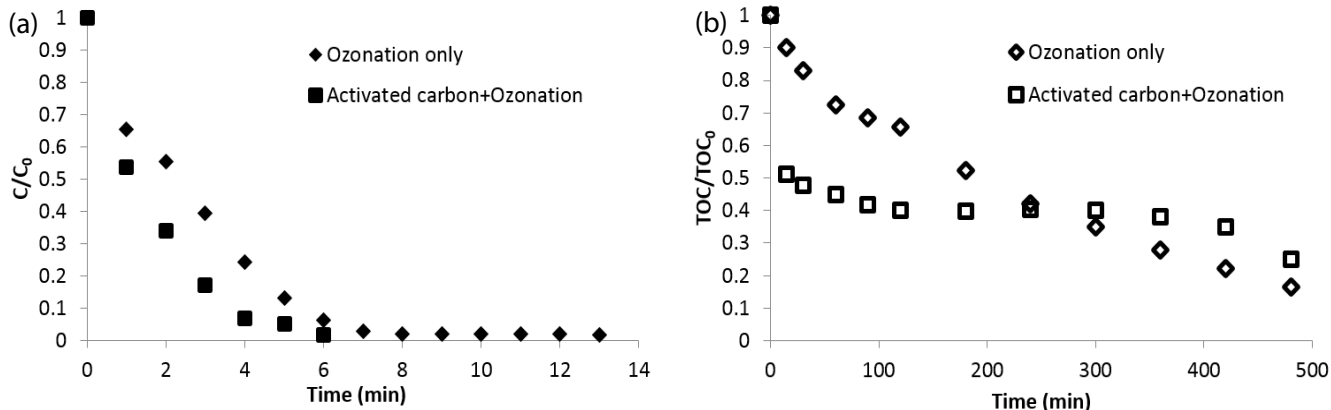 (a)
1
0.9
0.8
0.7
0.6
0.5
0.4
0.3
0.2
0.1
0
C/C₀
Ozonation only
Activated carbon+Ozonation
0 2 4 6 8 10 12 14
Time (min)
(b)
1
0.9
0.8
0.7
0.6
0.5
0.4
0.3
0.2
0.1
0
TOC/TOC₀
Ozonation only
Activated carbon+Ozonation
0 100 200 300 400 500
Time (min)